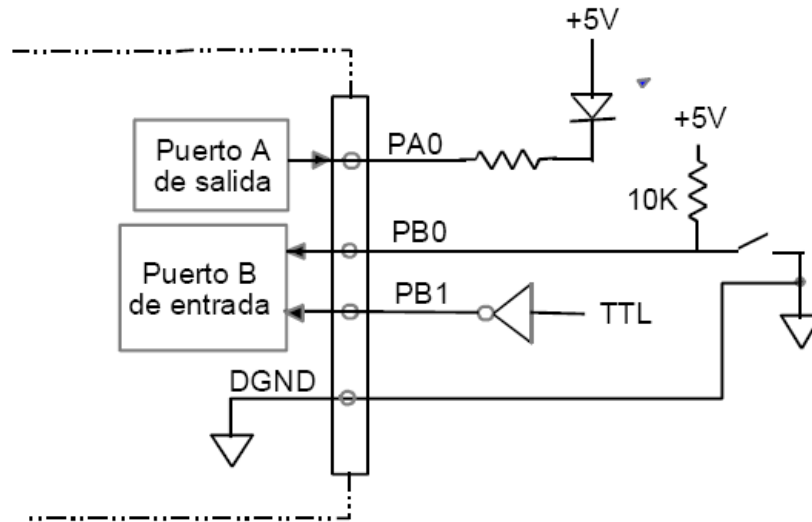 +5V
+5V
Puerto A
de salida
PA0
10K
PB0
Puerto B
de entrada
PB1
TTL
DGND